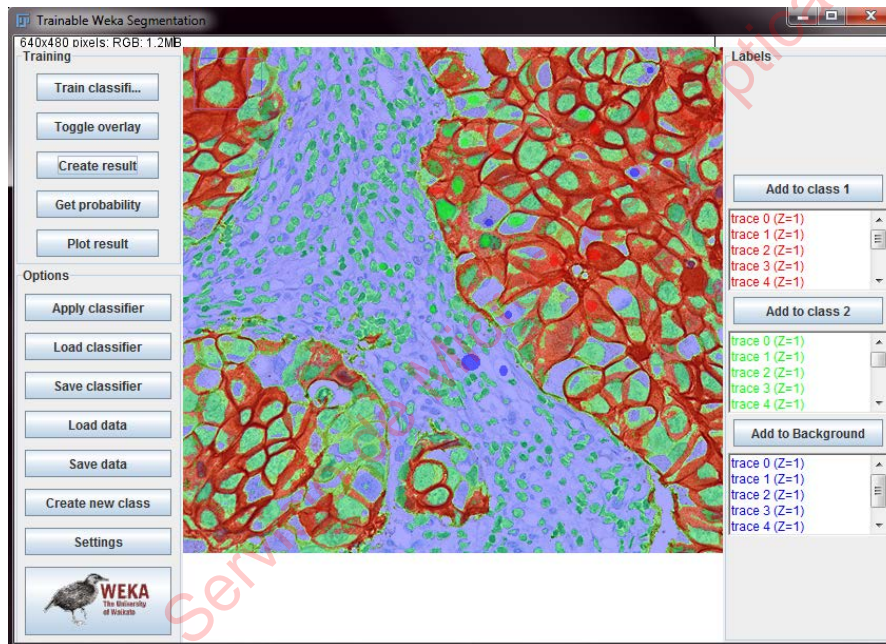 Trainable Weka Segmentation
640x480 pixels: RGB: 1.2MB
Training
Train classifi...
Toggle overlay
Create result
Get probability
Plot result
Options
Apply classifier
Load classifier
Save classifier
Load data
Save data
Create new class
Settings
WEKA
The University
of Waikato
Labels
Add to class 1
trace 0 (Z=1)
trace 1 (Z=1)
trace 2 (Z=1)
trace 3 (Z=1)
trace 4 (Z=1)
Add to class 2
trace 0 (Z=1)
trace 1 (Z=1)
trace 2 (Z=1)
trace 3 (Z=1)
trace 4 (Z=1)
Add to Background
trace 0 (Z=1)
trace 1 (Z=1)
trace 2 (Z=1)
trace 3 (Z=1)
trace 4 (Z=1)